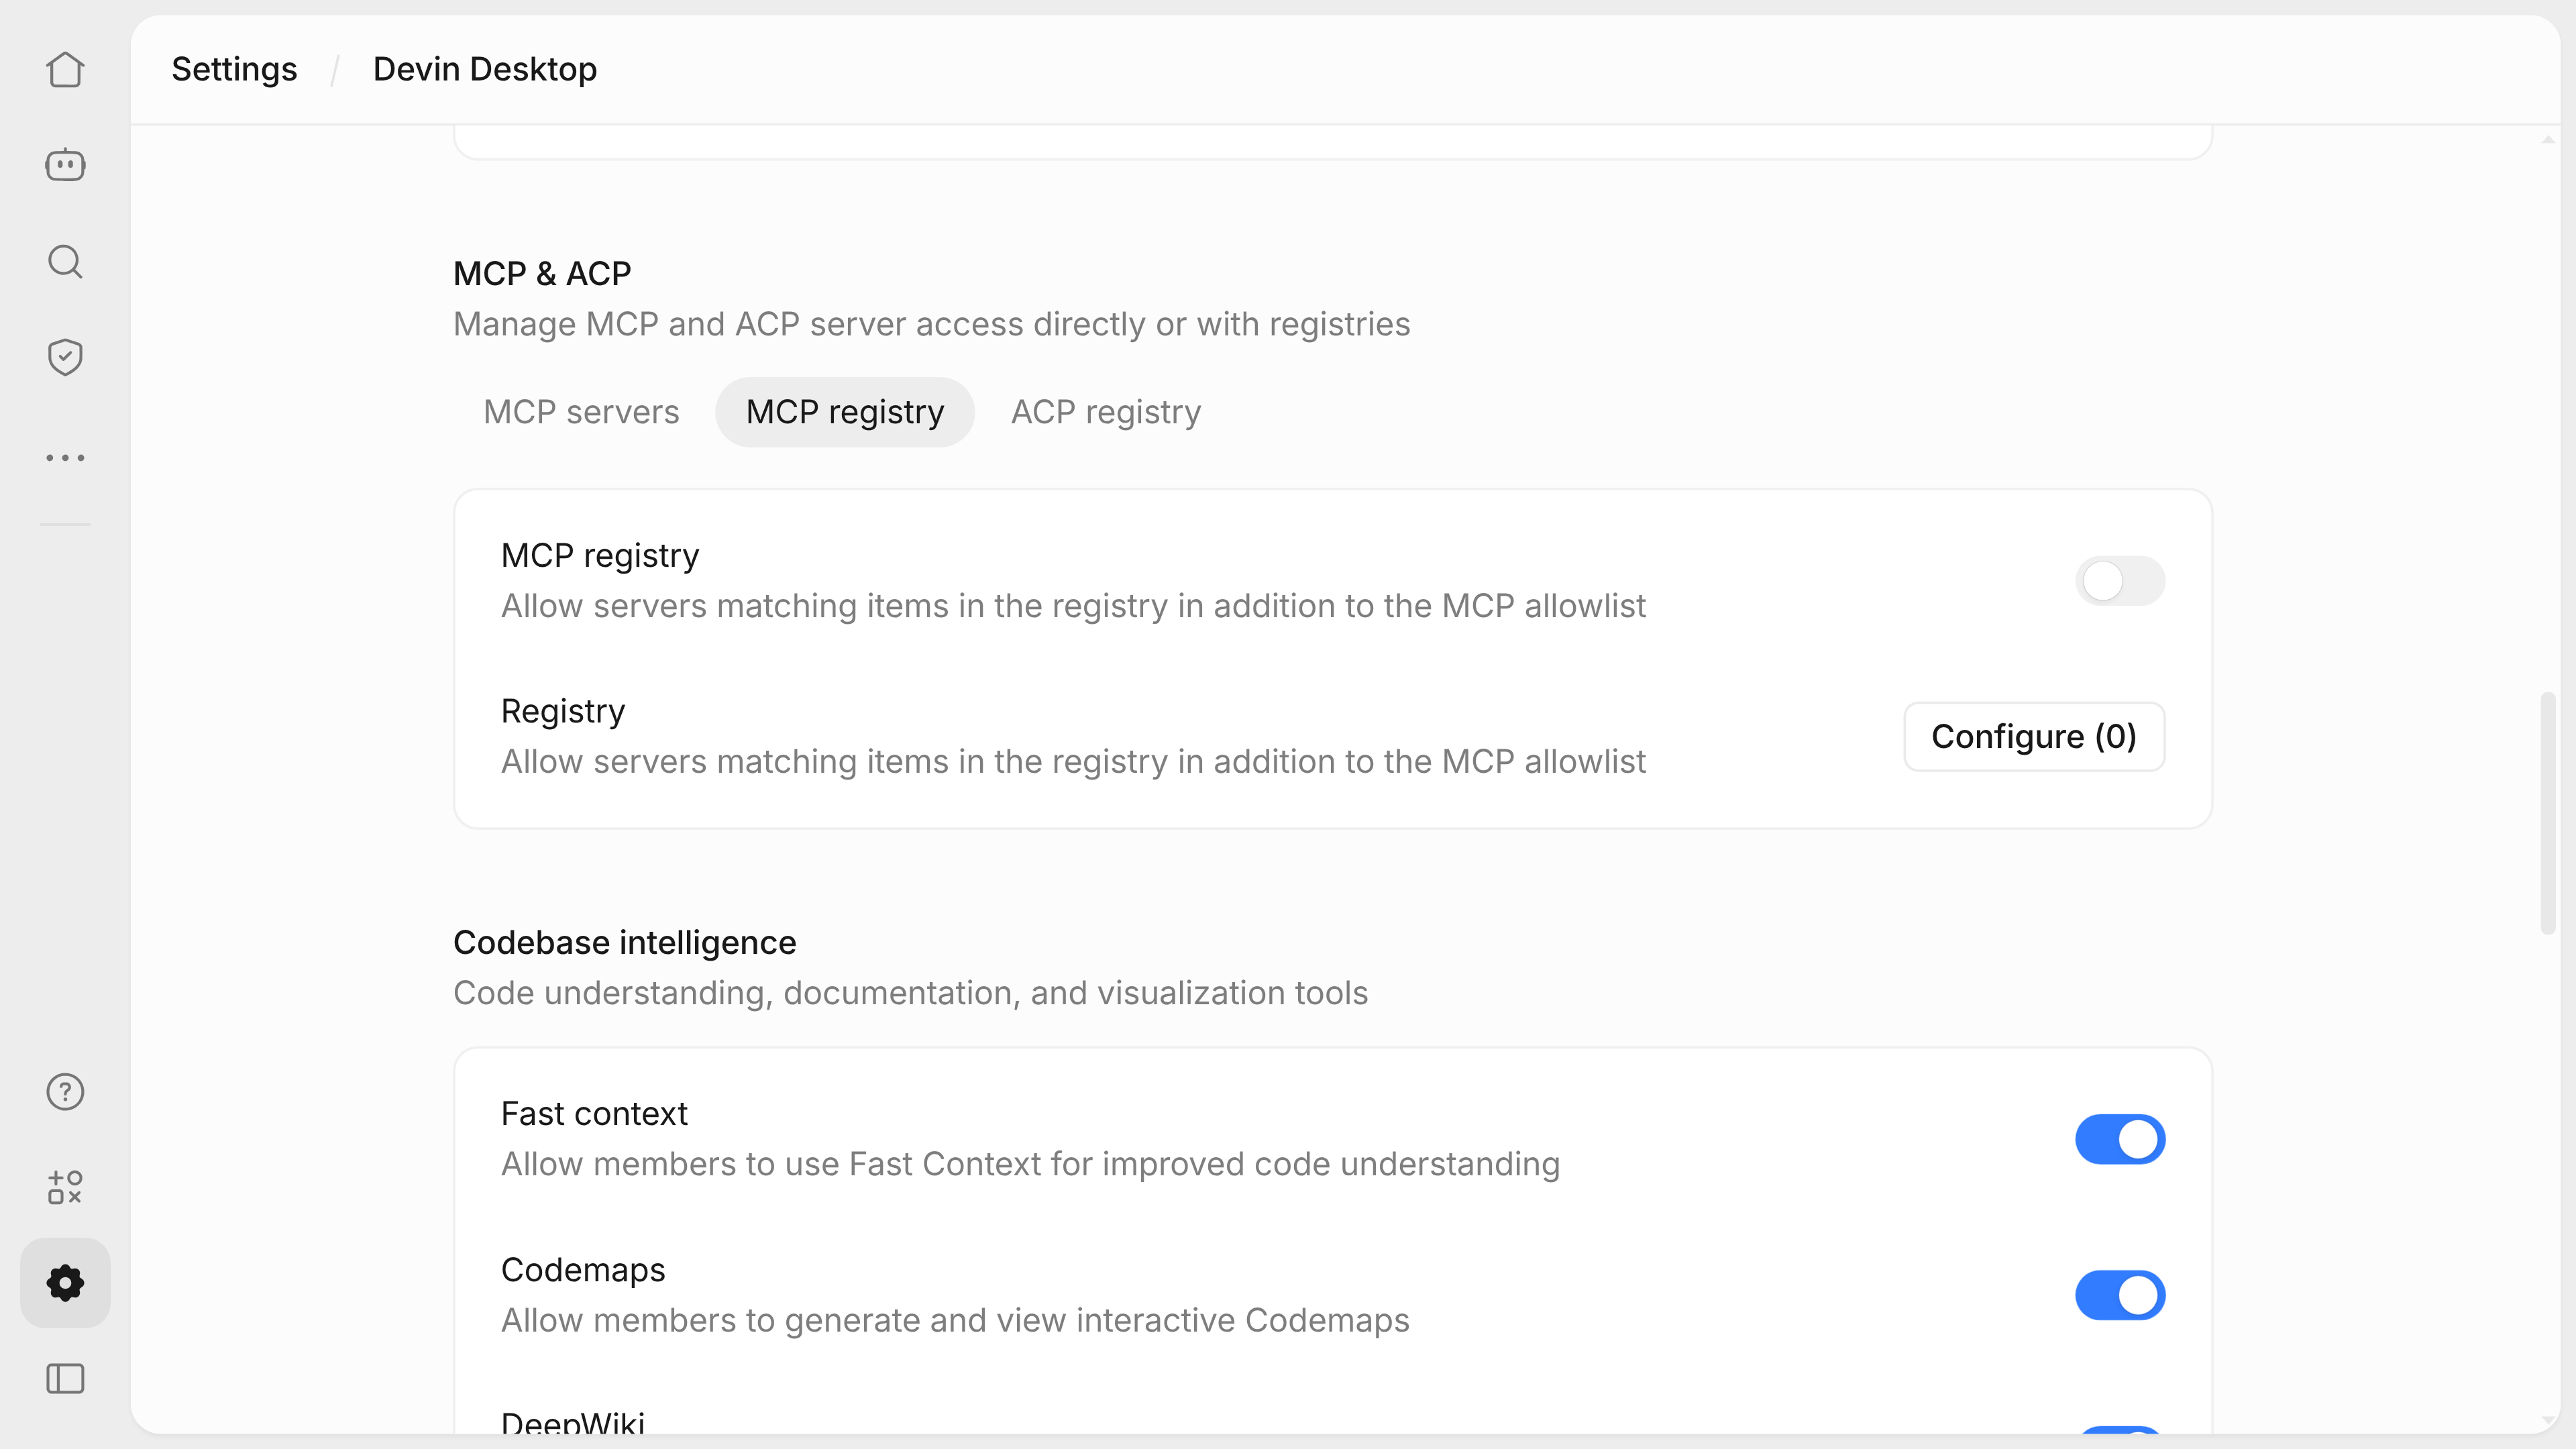 Settings / Devin Desktop
MCP & ACP
Manage MCP and ACP server access directly or with registries
MCP servers MCP registry ACP registry
MCP registry
Allow servers matching items in the registry in addition to the MCP allowlist
Registry
Allow servers matching items in the registry in addition to the MCP allowlist
Configure (0)
Codebase intelligence
Code understanding, documentation, and visualization tools
Fast context
Allow members to use Fast Context for improved code understanding
Codemaps
Allow members to generate and view interactive Codemaps
DeepWiki